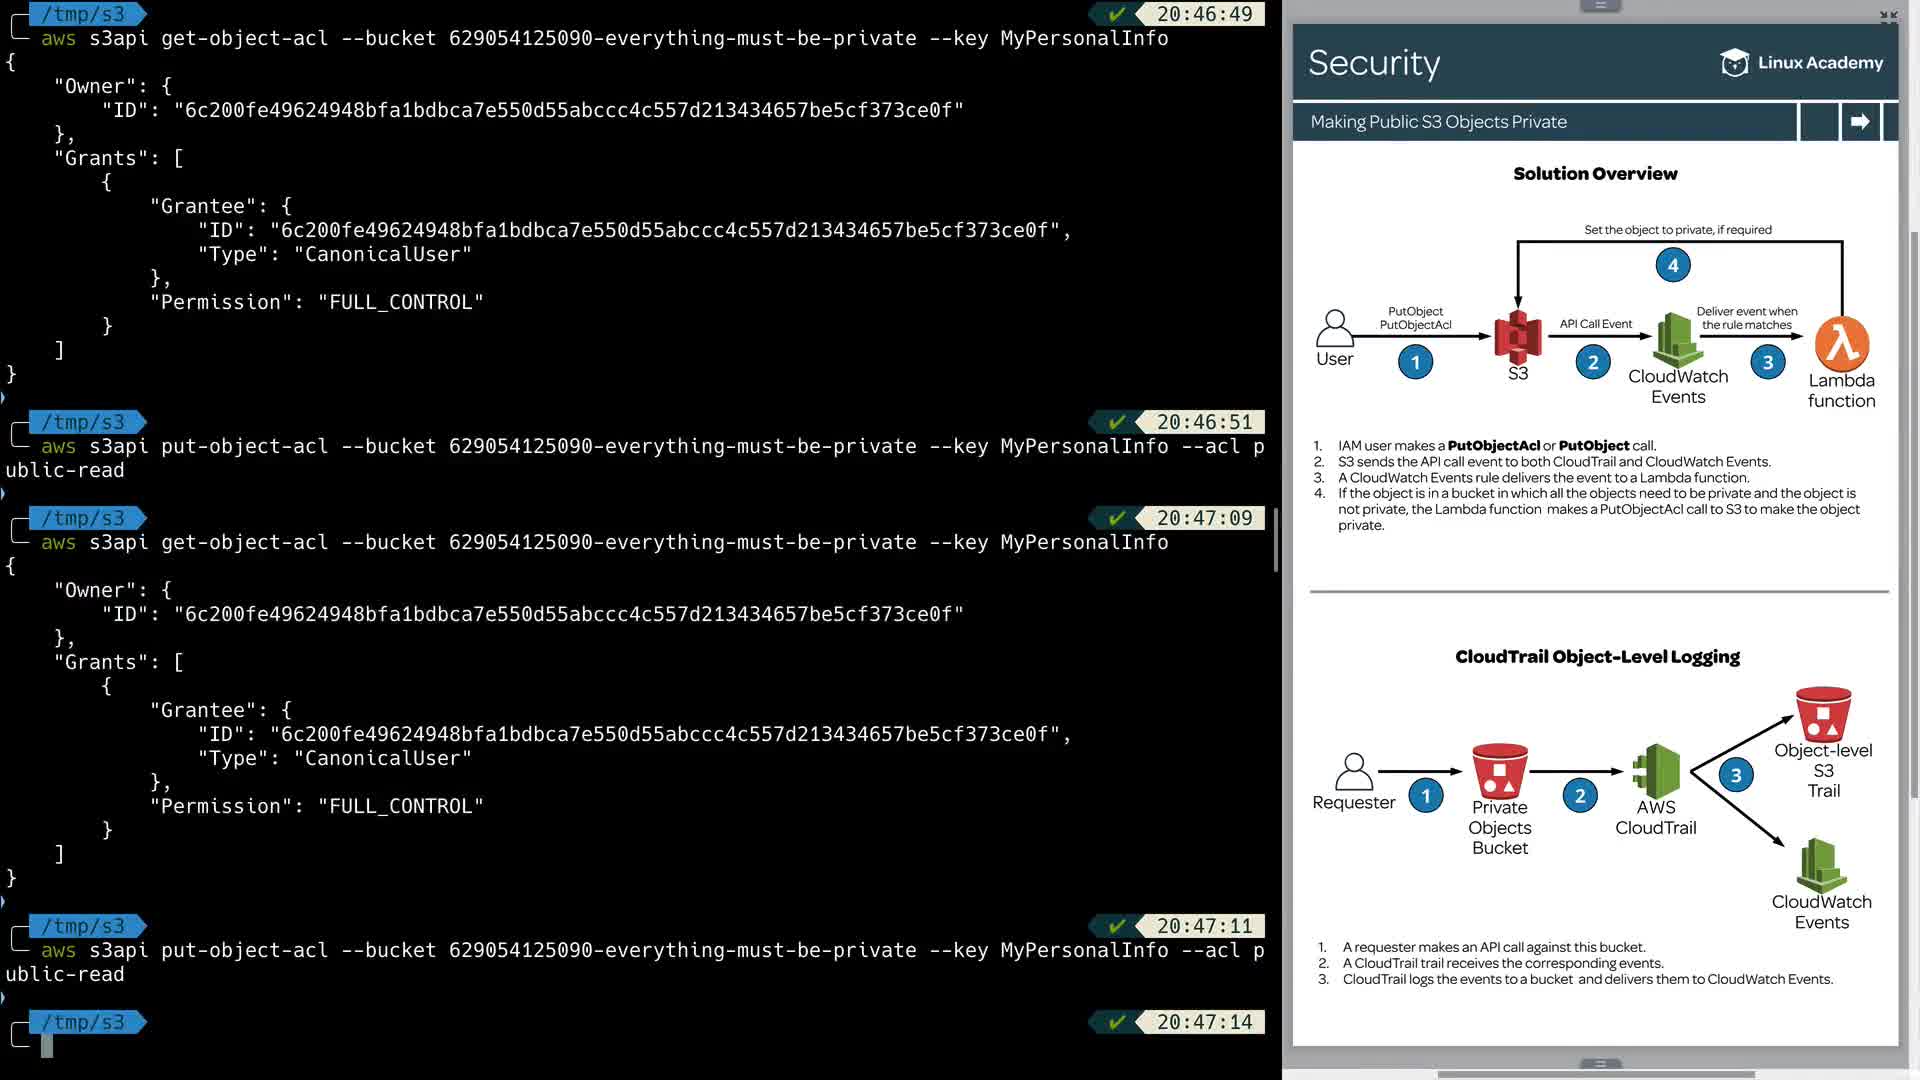 /tmp/s3 ✔ 20:46:49
aws s3api get-object-acl --bucket 629054125090-everything-must-be-private --key MyPersonalInfo
{
"Owner": {
"ID": "6c200fe49624948bfa1bdbca7e550d55abccc4c557d213434657be5cf373ce0f"
},
"Grants": [
{
"Grantee": {
"ID": "6c200fe49624948bfa1bdbca7e550d55abccc4c557d213434657be5cf373ce0f",
"Type": "CanonicalUser"
},
"Permission": "FULL_CONTROL"
}
]
}
/tmp/s3 ✔ 20:46:51
aws s3api put-object-acl --bucket 629054125090-everything-must-be-private --key MyPersonalInfo --acl p
ublic-read
/tmp/s3 ✔ 20:47:09
aws s3api get-object-acl --bucket 629054125090-everything-must-be-private --key MyPersonalInfo
{
"Owner": {
"ID": "6c200fe49624948bfa1bdbca7e550d55abccc4c557d213434657be5cf373ce0f"
},
"Grants": [
{
"Grantee": {
"ID": "6c200fe49624948bfa1bdbca7e550d55abccc4c557d213434657be5cf373ce0f",
"Type": "CanonicalUser"
},
"Permission": "FULL_CONTROL"
}
]
}
/tmp/s3 ✔ 20:47:11
aws s3api put-object-acl --bucket 629054125090-everything-must-be-private --key MyPersonalInfo --acl p
ublic-read
/tmp/s3 ✔ 20:47:14
Security
Linux Academy
Making Public S3 Objects Private
Solution Overview
Set the object to private, if required
4
PutObject
PutObjectAcl
API Call Event
Deliver event when
the rule matches
1
2
3
User
S3
CloudWatch
Events
Lambda
function
1. IAM user makes a PutObjectAcl or PutObject call.
2. S3 sends the API call event to both CloudTrail and CloudWatch Events.
3. A CloudWatch Events rule delivers the event to a Lambda function.
4. If the object is in a bucket in which all the objects need to be private and the object is
not private, the Lambda function makes a PutObjectAcl call to S3 to make the object
private.
CloudTrail Object-Level Logging
Requester
1
Private
Objects
Bucket
2
AWS
CloudTrail
3
Object-level
S3
Trail
CloudWatch
Events
1. A requester makes an API call against this bucket.
2. A CloudTrail trail receives the corresponding events.
3. CloudTrail logs the events to a bucket and delivers them to CloudWatch Events.